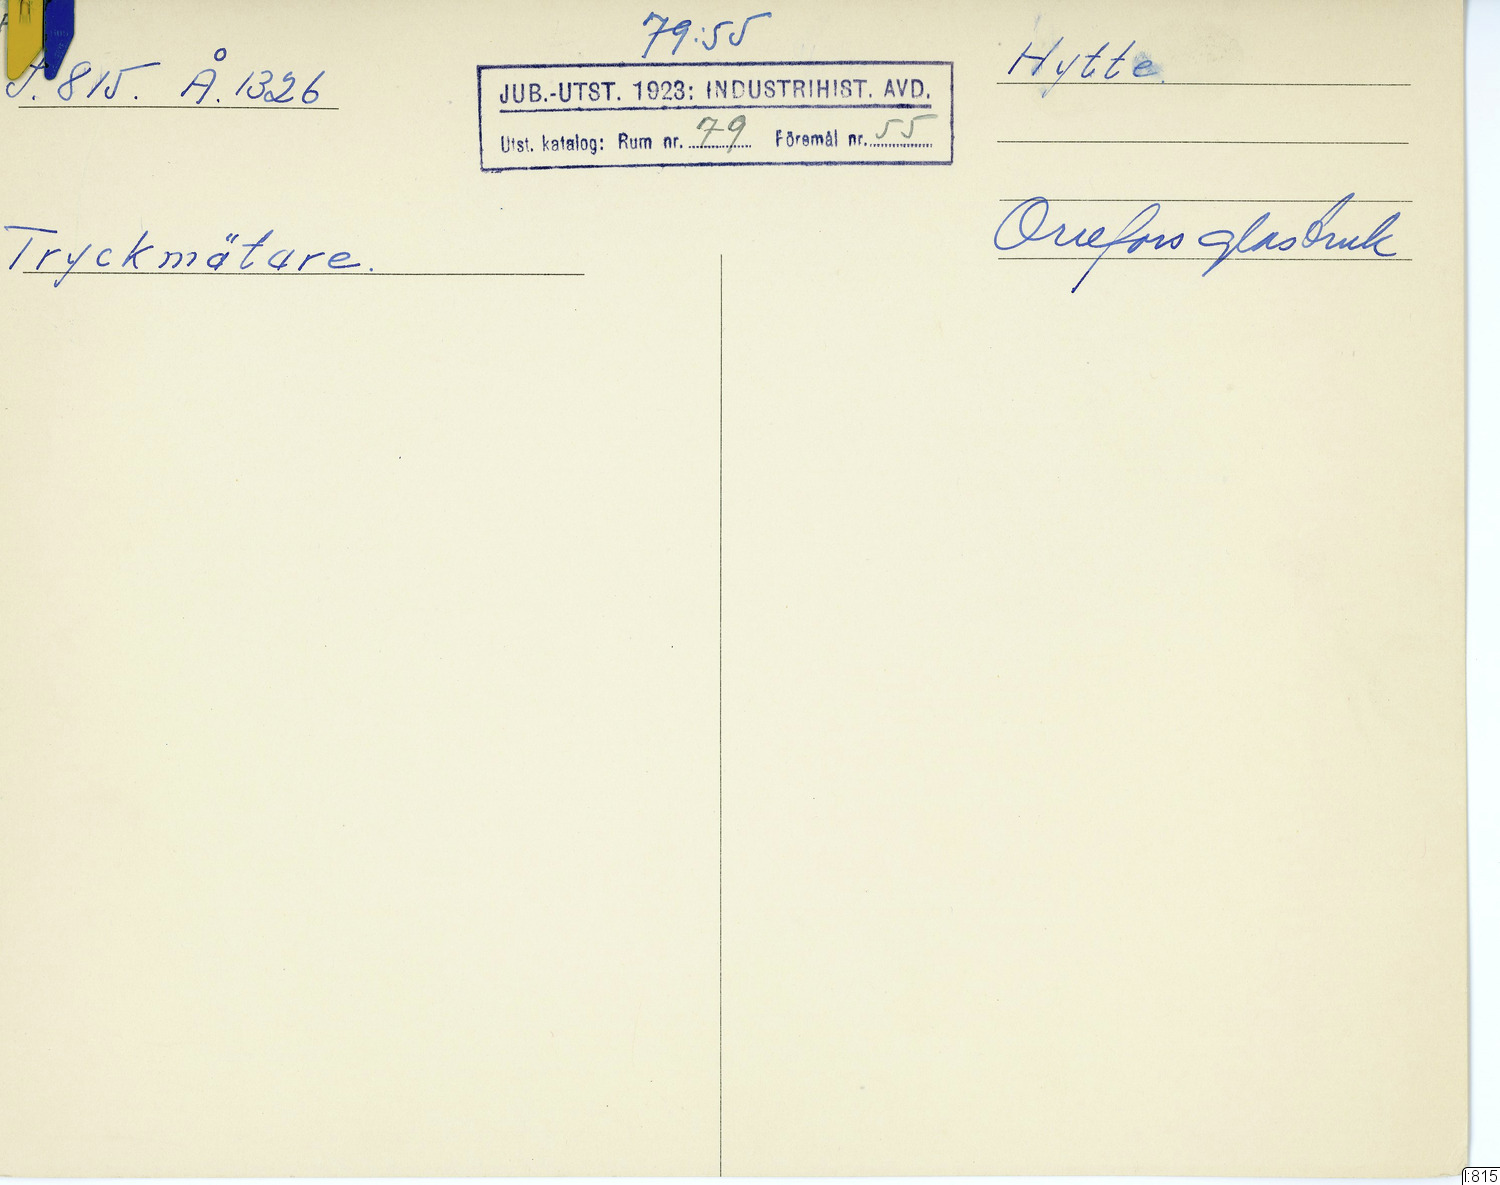 79:55
I.815. Å.1326
Hytte.
JUB.-UTST. 1923: INDUSTRIHIST. AVD.
Utst. katalog: Rum nr. 79 Föremål nr. 55
Tryckmätare.
Orrefors glasbruk
I:815